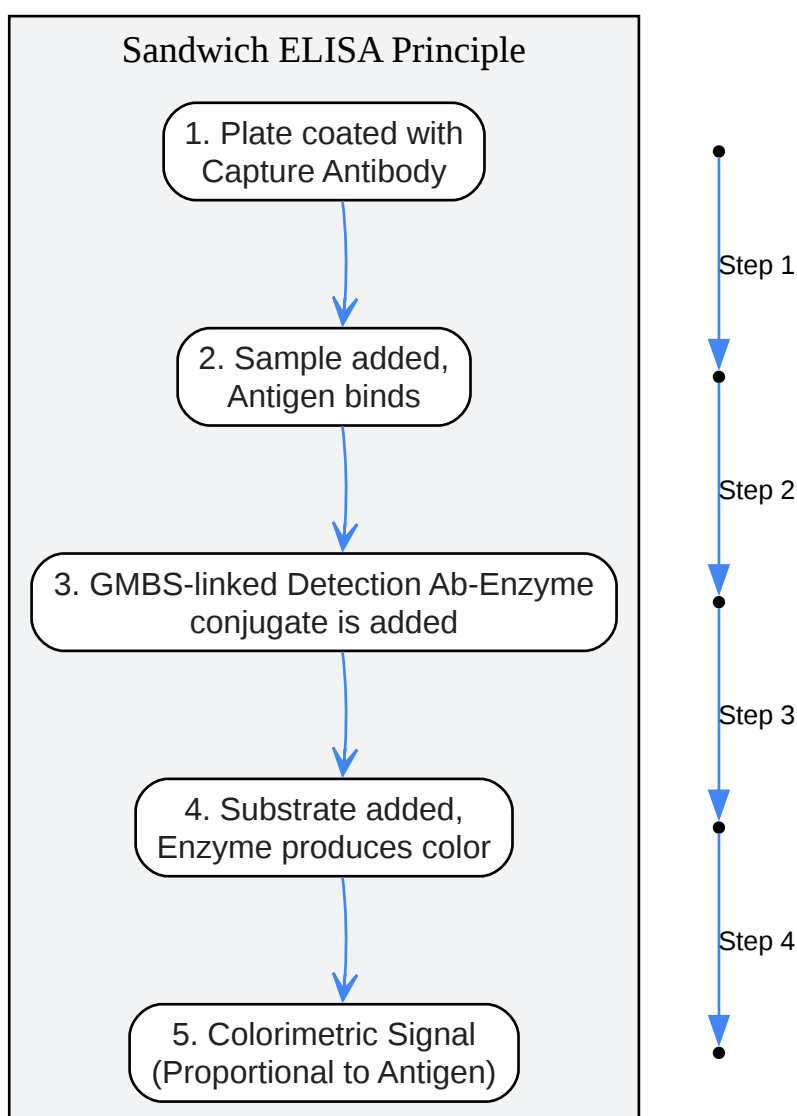 Sandwich ELISA Principle
1. Plate coated with
Capture Antibody
Step 1
2. Sample added,
Antigen binds
Step 2
3. GMBS-linked Detection Ab-Enzyme
conjugate is added
Step 3
4. Substrate added,
Enzyme produces color
Step 4
5. Colorimetric Signal
(Proportional to Antigen)